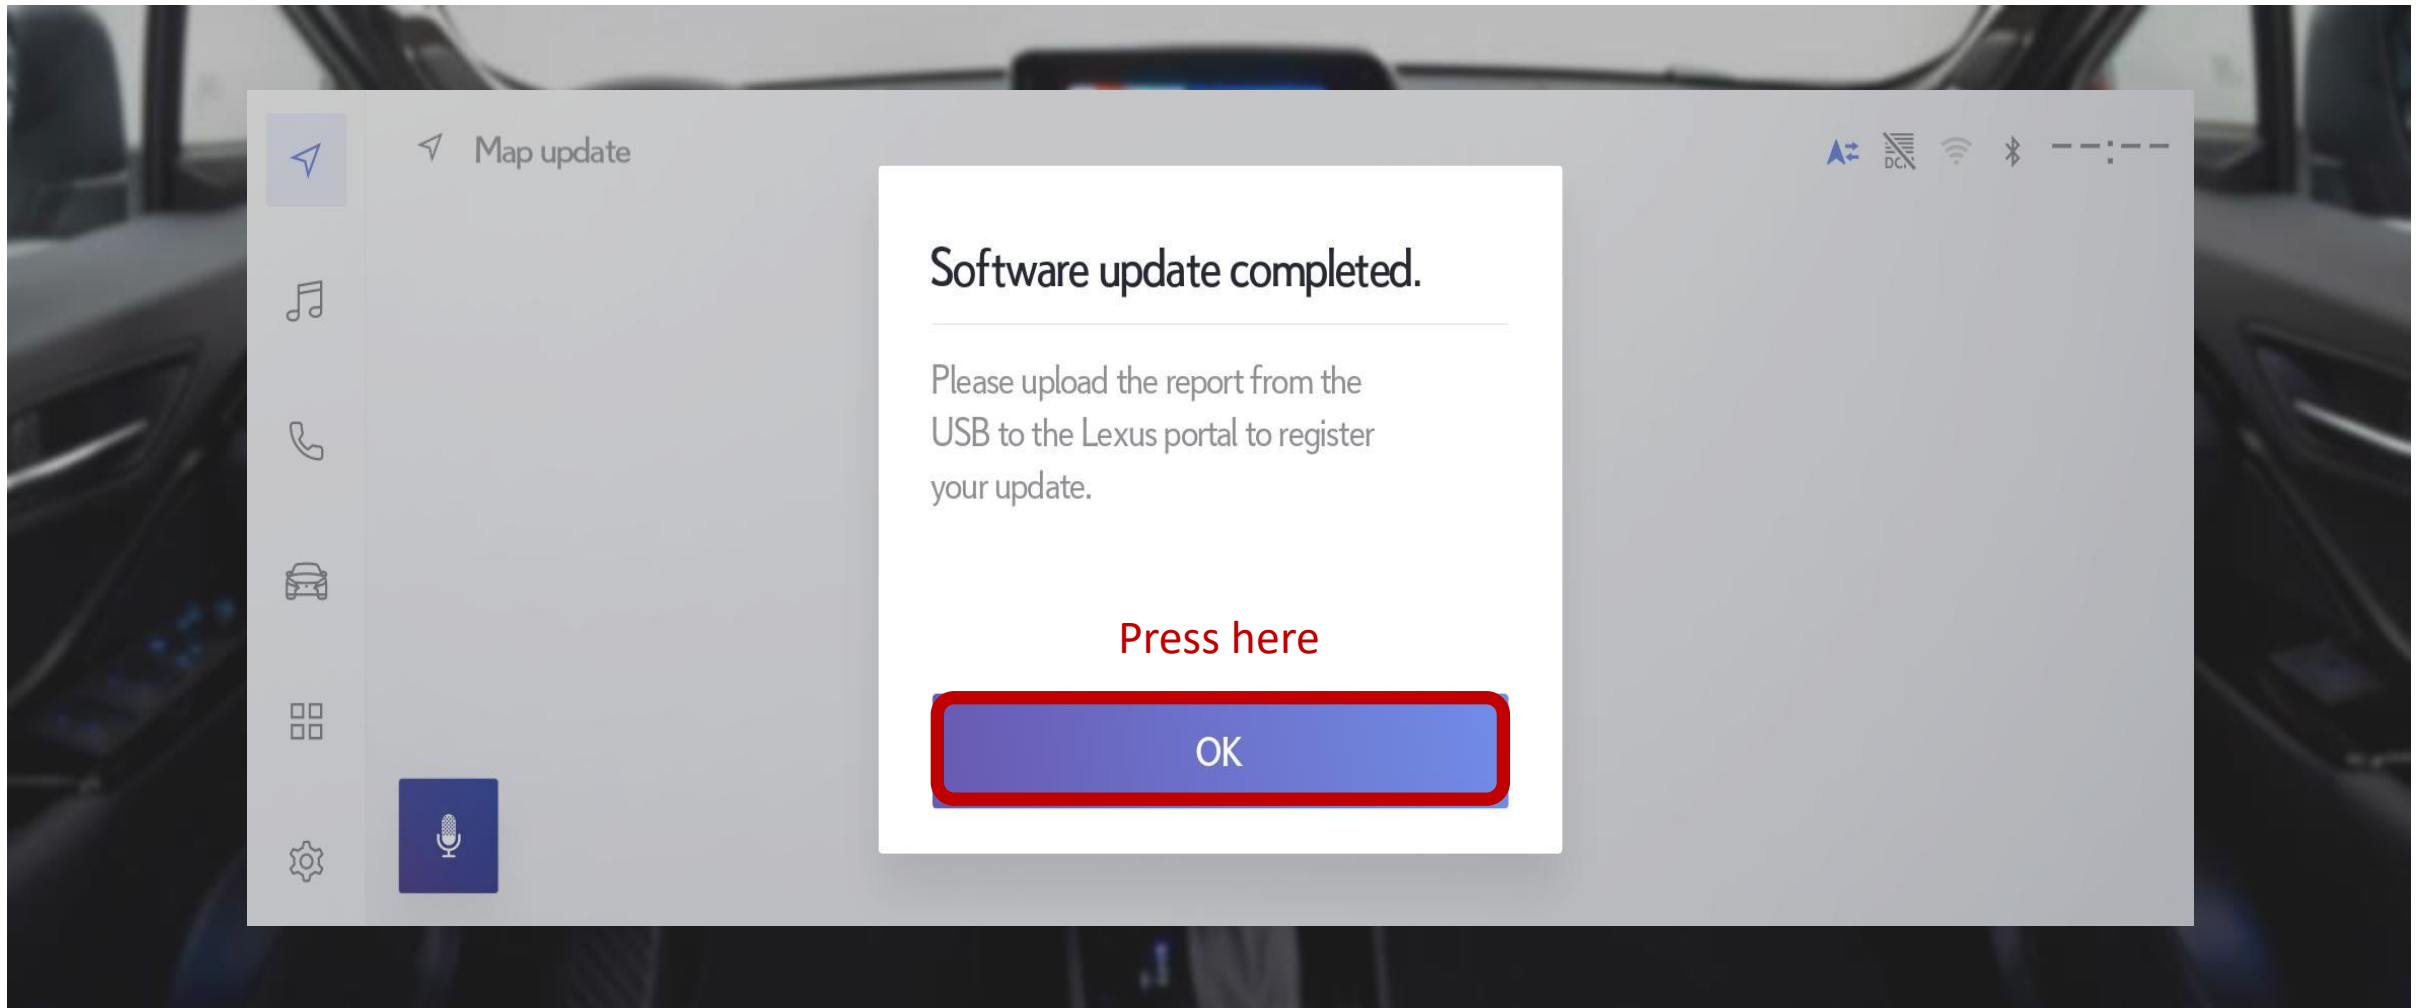 Map update
DC
--:--
Software update completed.
Please upload the report from the
USB to the Lexus portal to register
your update.
Press here
OK